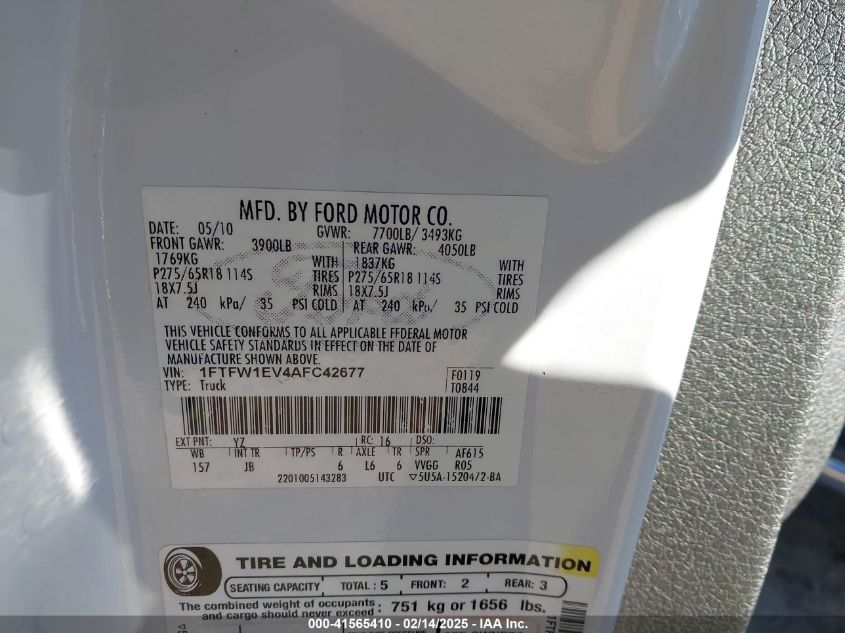 MFD. BY FORD MOTOR CO.
DATE: 05/10 GVWR: 7700LB/ 3493KG
FRONT GAWR: 3900LB REAR GAWR: 4050LB
1769KG WITH 1837KG WITH
P275/65R18 114S TIRES P275/65R18 114S TIRES
18X7.5J RIMS 18X7.5J RIMS
AT 240 kPa/ 35 PSI COLD AT 240 kPa/ 35 PSI COLD
THIS VEHICLE CONFORMS TO ALL APPLICABLE FEDERAL MOTOR
VEHICLE SAFETY STANDARDS IN EFFECT ON THE DATE OF
MANUFACTURE SHOWN ABOVE.
VIN: 1FTFW1EV4AFC42677 F0119
TYPE: Truck T0844
EXT PNT: YZ RC: 16 DSO:
WB INT TR TP/PS R AXLE TR SPR AF615
157 JB 6 L6 6 VVGG R05
2201005143283 UTC ▽5U5A-1520472-BA
TIRE AND LOADING INFORMATION
SEATING CAPACITY TOTAL: 5 FRONT: 2 REAR: 3
The combined weight of occupants and cargo should never exceed: 751 kg or 1656 lbs.
000-41565410 - 02/14/2025 - IAA Inc.